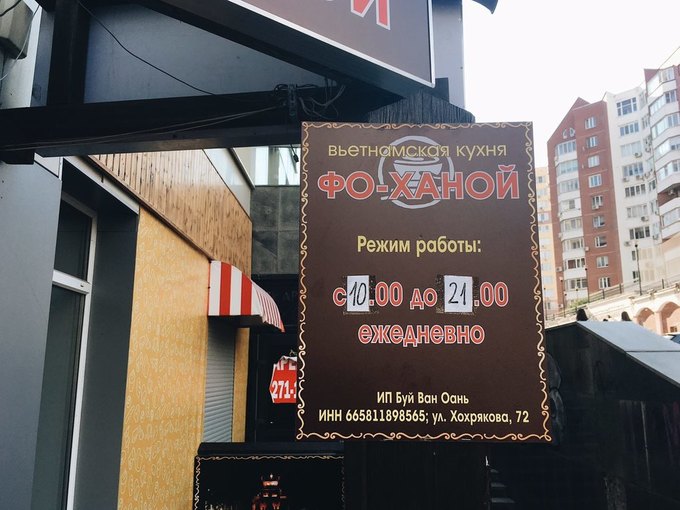 вьетнамская кухня
ФО-ХАНОЙ
Режим работы:
с 10.00 до 21.00
ежедневно
ИП Буй Ван Оань
ИНН 665811898565; ул. Хохрякова, 72
271-